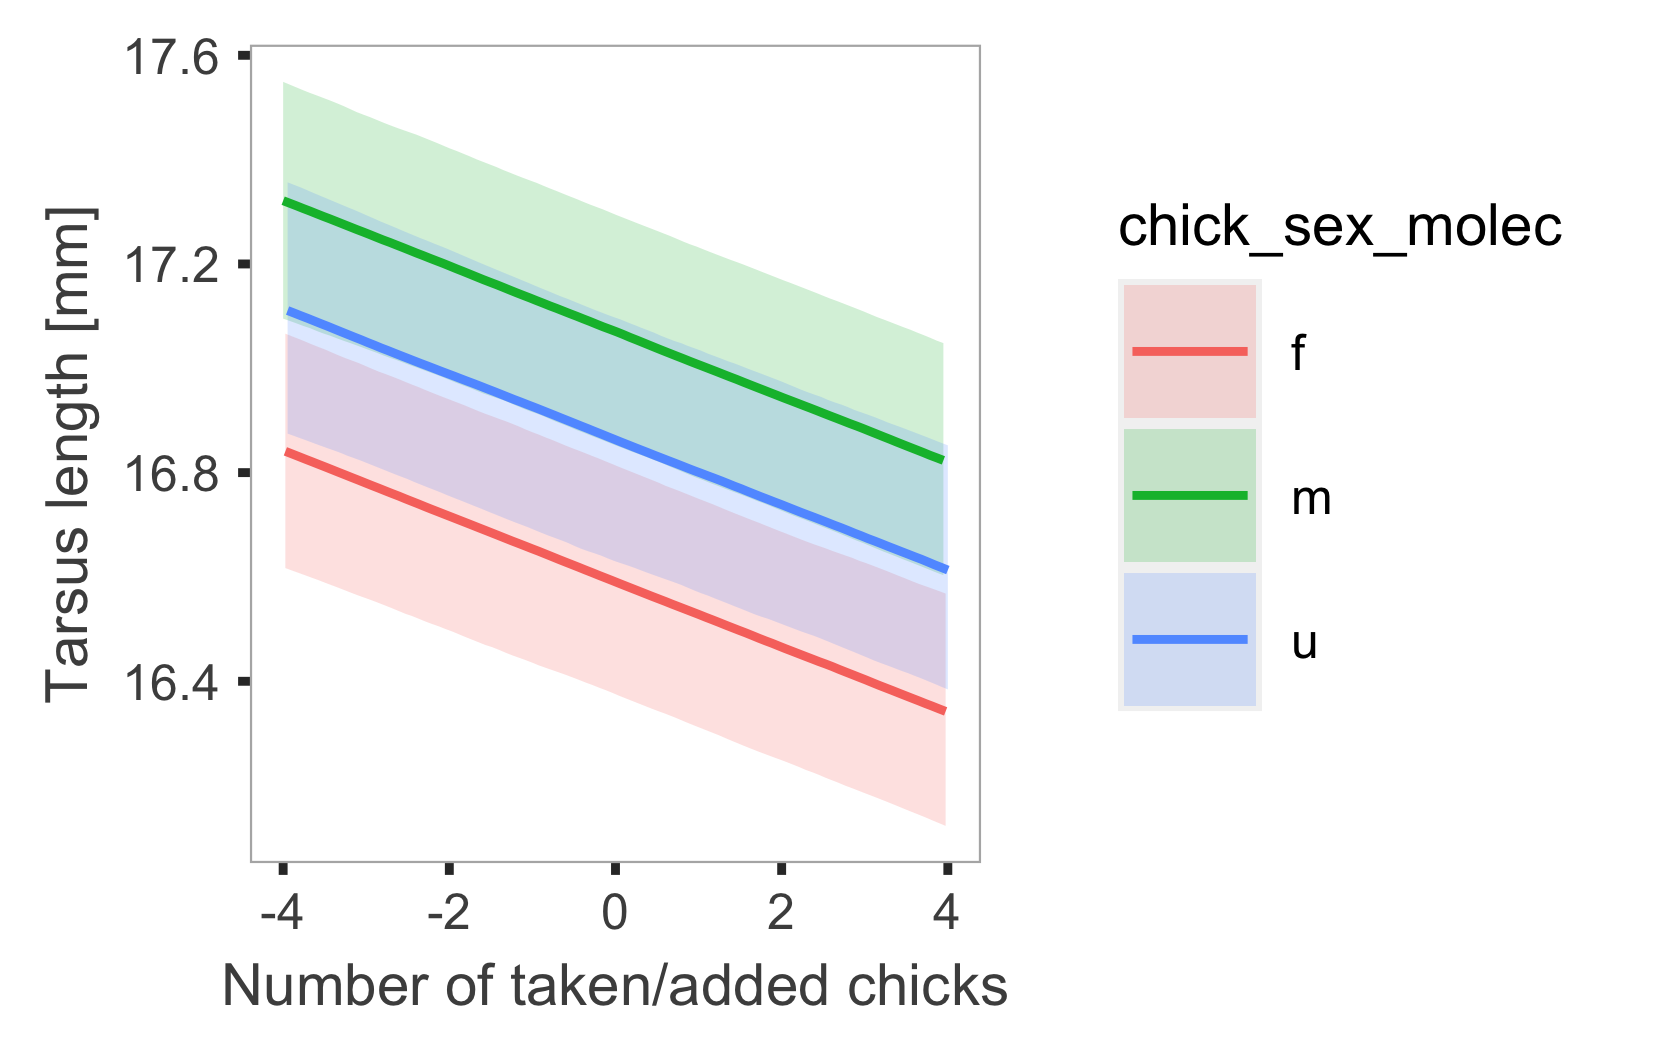 17.6
17.2
16.8
16.4
Tarsus length [mm]
-4 -2 0 2 4
Number of taken/added chicks
chick_sex_molec
f
m
u